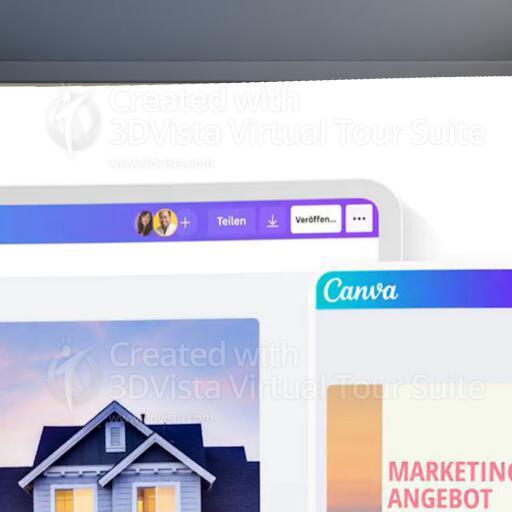 Created with
3DVista Virtual Tour Suite
www.3dvista.com
Teilen
Veröffen...
Canva
Created with
3DVista Virtual Tour Suite
www.3dvista.com
MARKETING
ANGEBOT